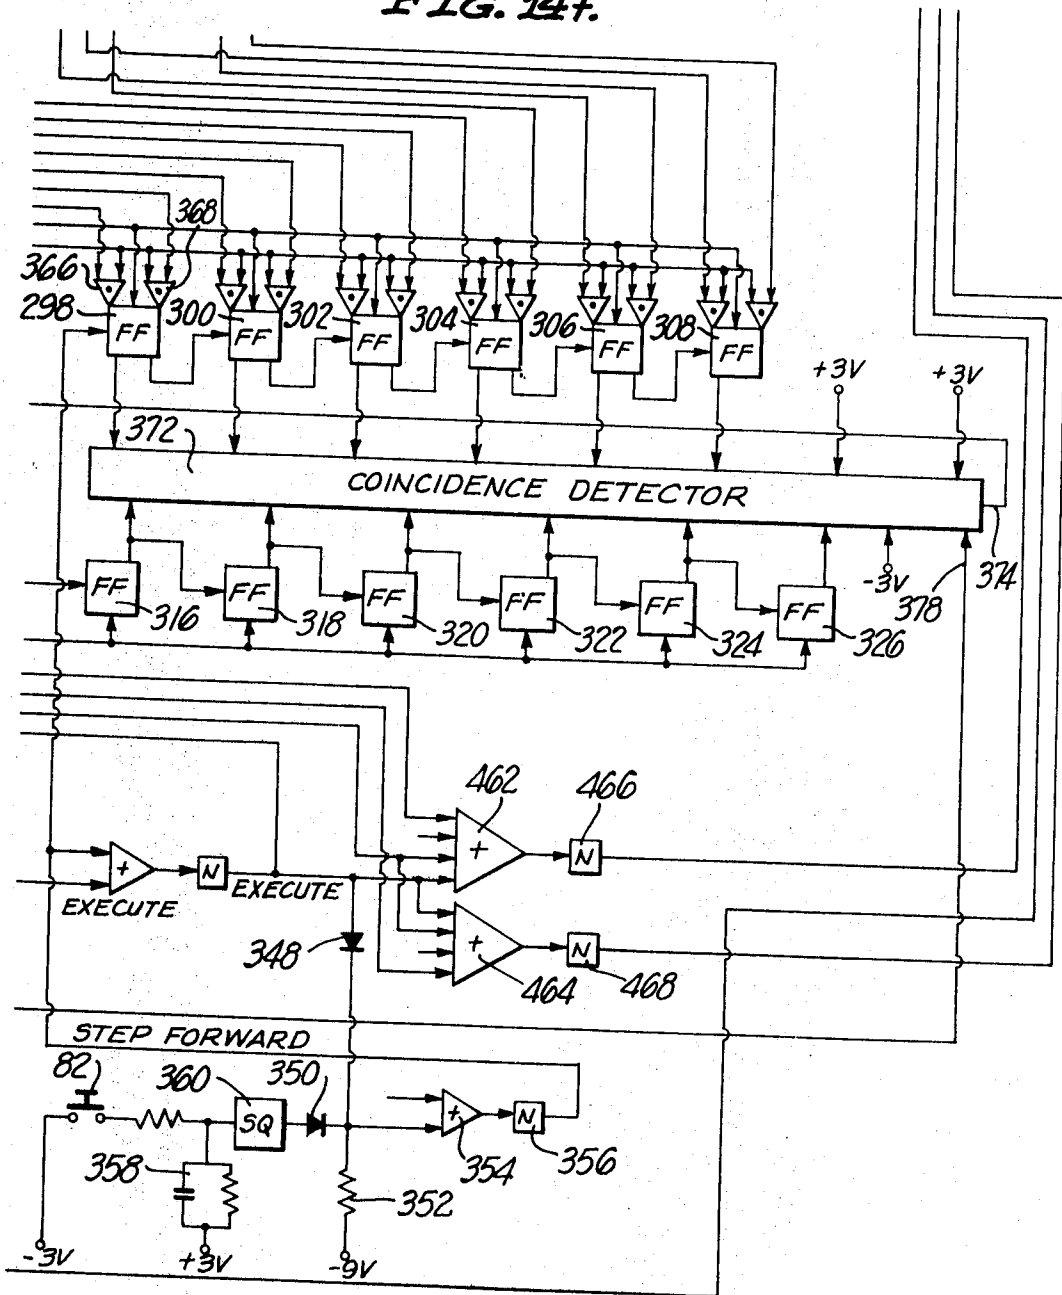 FIG. 14f.
368
366
298
FF
300
FF
302
FF
304
FF
306
FF
308
FF
+3V
+3V
372
COINCIDENCE DETECTOR
374
378
-3V
FF
316
FF
318
FF
320
FF
322
FF
324
FF
326
462
466
+
N
+
N
EXECUTE
EXECUTE
348
+
464
N
468
STEP FORWARD
82
360
350
SQ
+
354
N
356
358
352
-3V
+3V
-9V